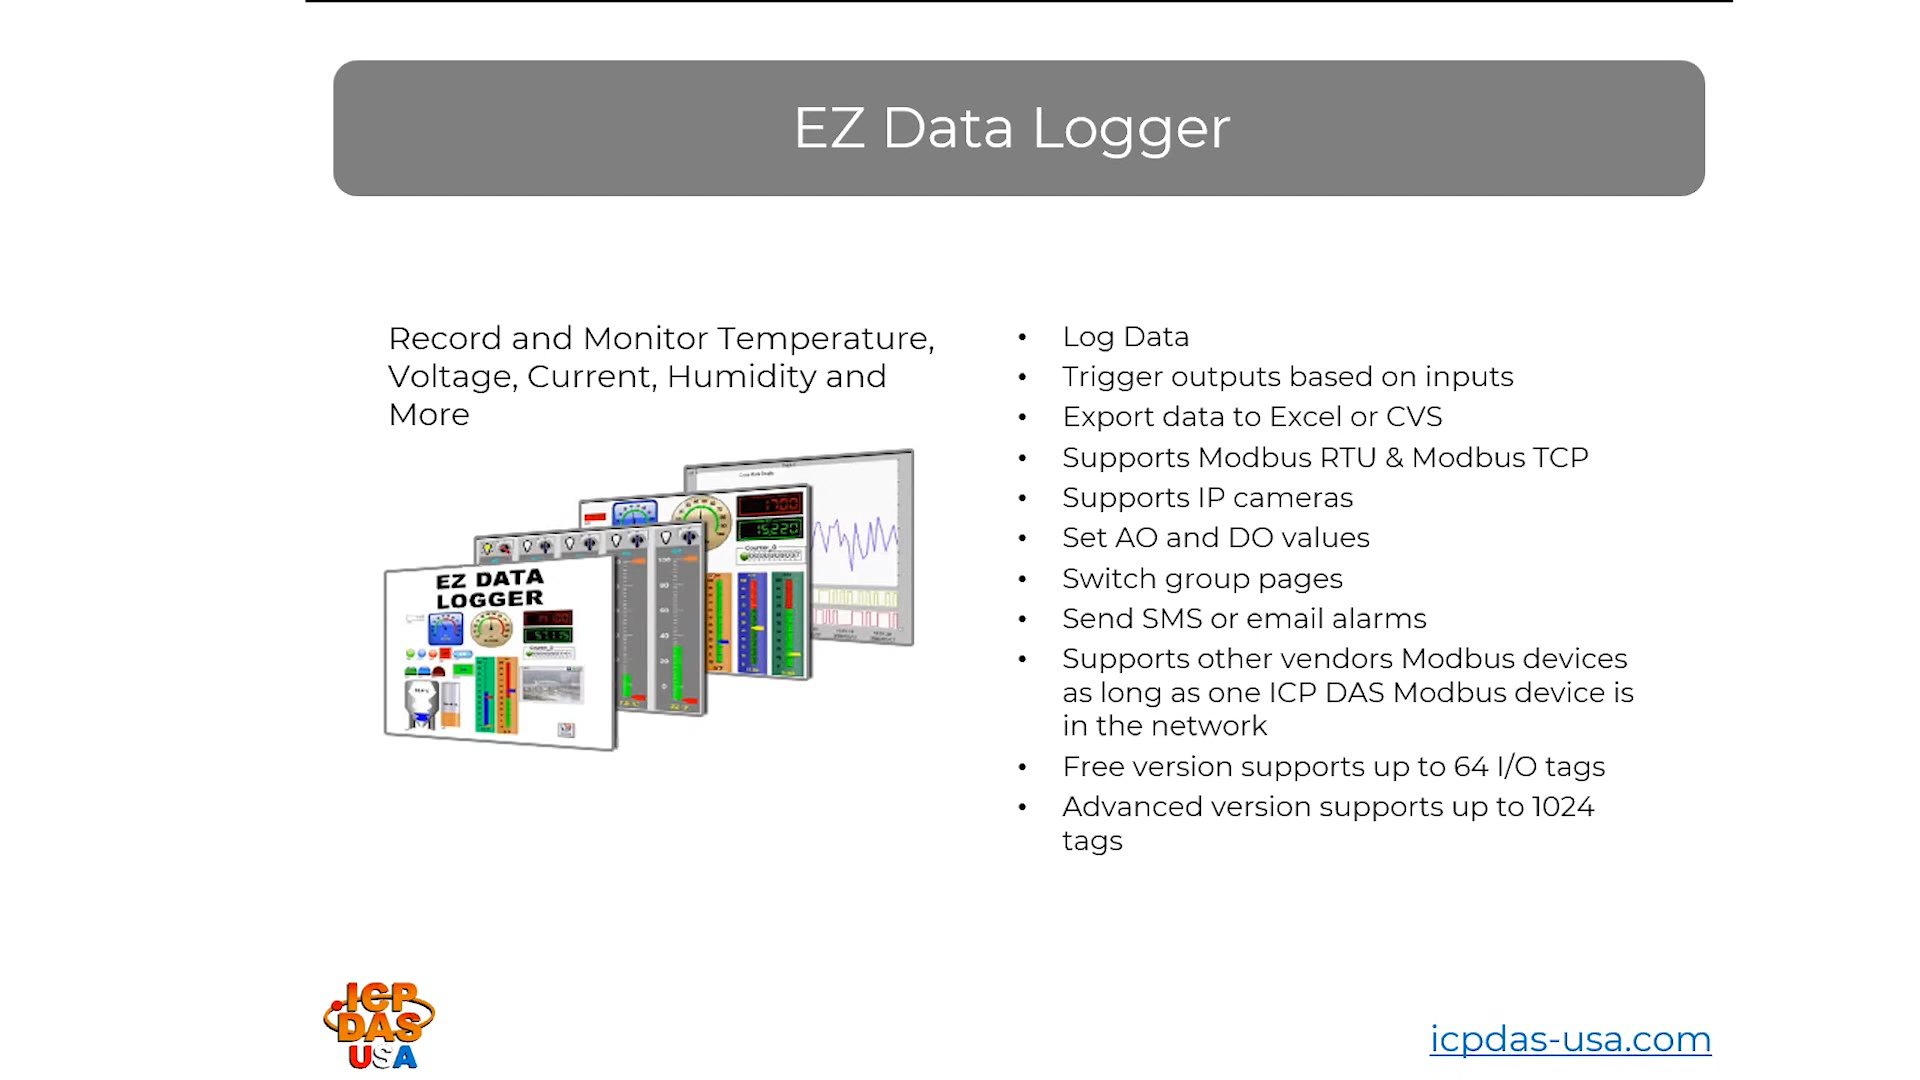 EZ Data Logger
Record and Monitor Temperature,
Voltage, Current, Humidity and
More
EZ DATA
LOGGER
• Log Data
• Trigger outputs based on inputs
• Export data to Excel or CVS
• Supports Modbus RTU & Modbus TCP
• Supports IP cameras
• Set AO and DO values
• Switch group pages
• Send SMS or email alarms
• Supports other vendors Modbus devices
as long as one ICP DAS Modbus device is
in the network
• Free version supports up to 64 I/O tags
• Advanced version supports up to 1024
tags
ICP
DAS
USA
icpdas-usa.com